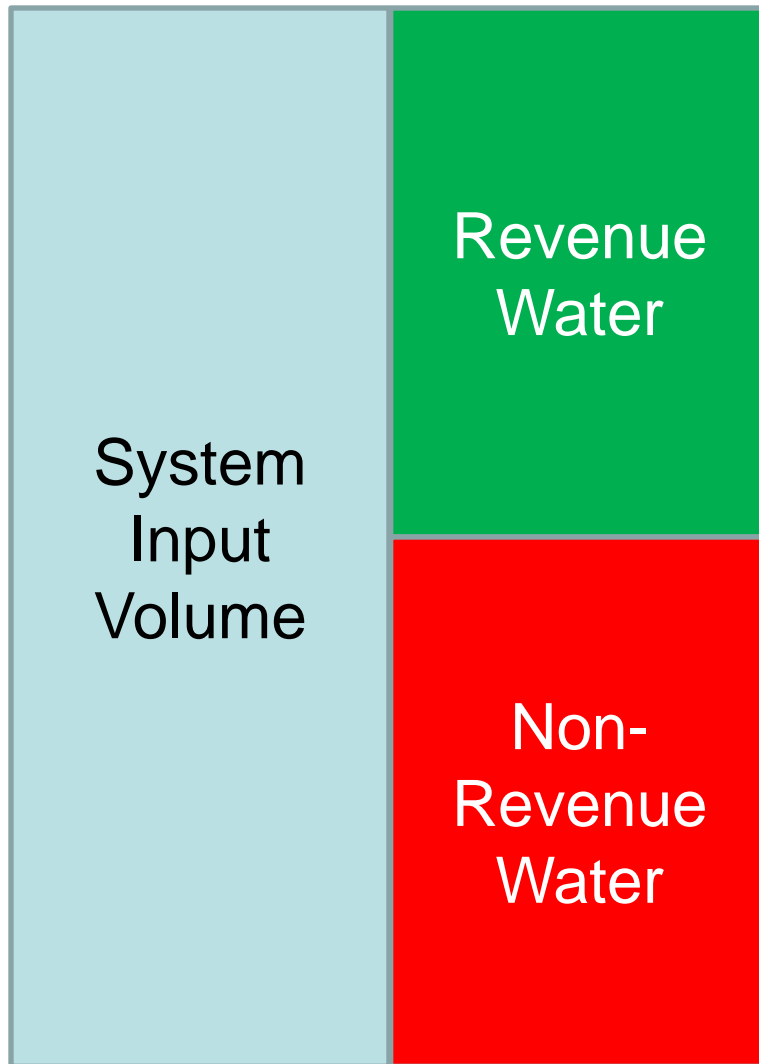 System
Input
Volume
Revenue
Water
Non-
Revenue
Water